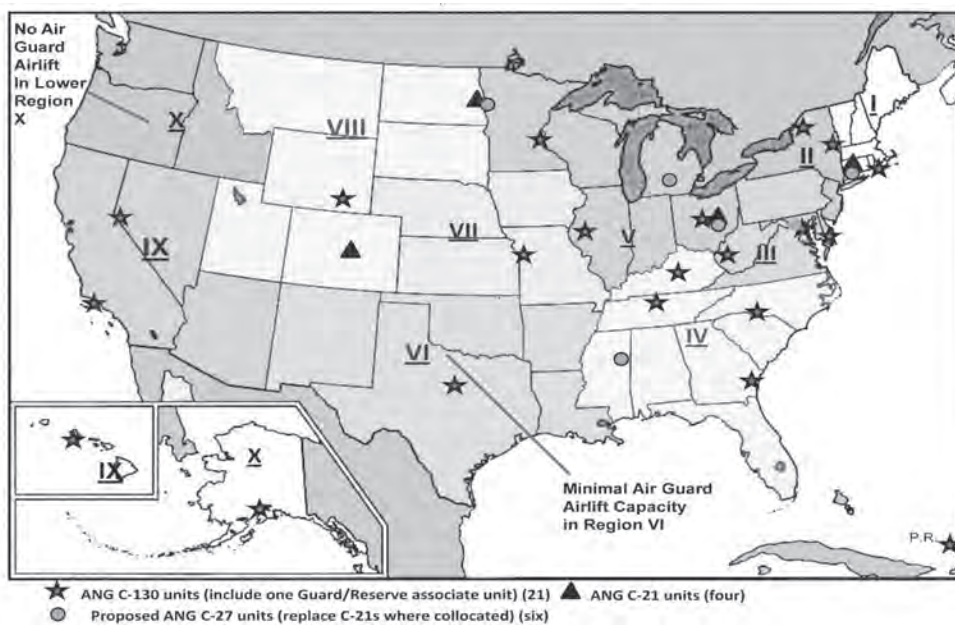 No Air
Guard
Airlift
In Lower
Region
X
X
VIII
I
II
IX
VII
V
III
VI
IV
IX
X
Minimal Air Guard
Airlift Capacity
in Region VI
P.R.
ANG C-130 units (include one Guard/Reserve associate unit) (21)
ANG C-21 units (four)
Proposed ANG C-27 units (replace C-21s where collocated) (six)